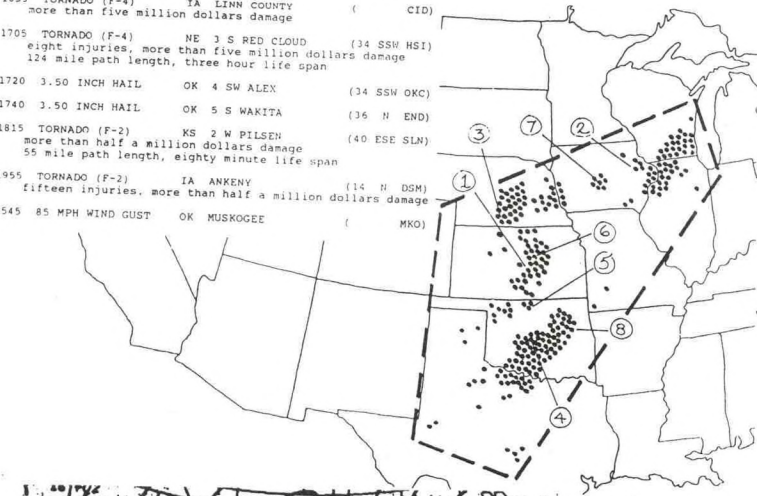 TORNADO (F-4) IA LINN COUNTY ( CID)
more than five million dollars damage
1705 TORNADO (F-4) NE 3 S RED CLOUD (34 SSW HSI)
eight injuries, more than five million dollars damage
124 mile path length, three hour life span
1720 3.50 INCH HAIL OK 4 SW ALEX (34 SSW OKC)
1740 3.50 INCH HAIL OK 5 S WAKITA (36 N END)
1815 TORNADO (F-2) KS 2 W PILSEN (40 ESE SLN)
more than half a million dollars damage
55 mile path length, eighty minute life span
955 TORNADO (F-2) IA ANKENY (14 N DSM)
fifteen injuries, more than half a million dollars damage
545 85 MPH WIND GUST OK MUSKOGEE ( MKO)
7
2
3
1
6
5
8
4